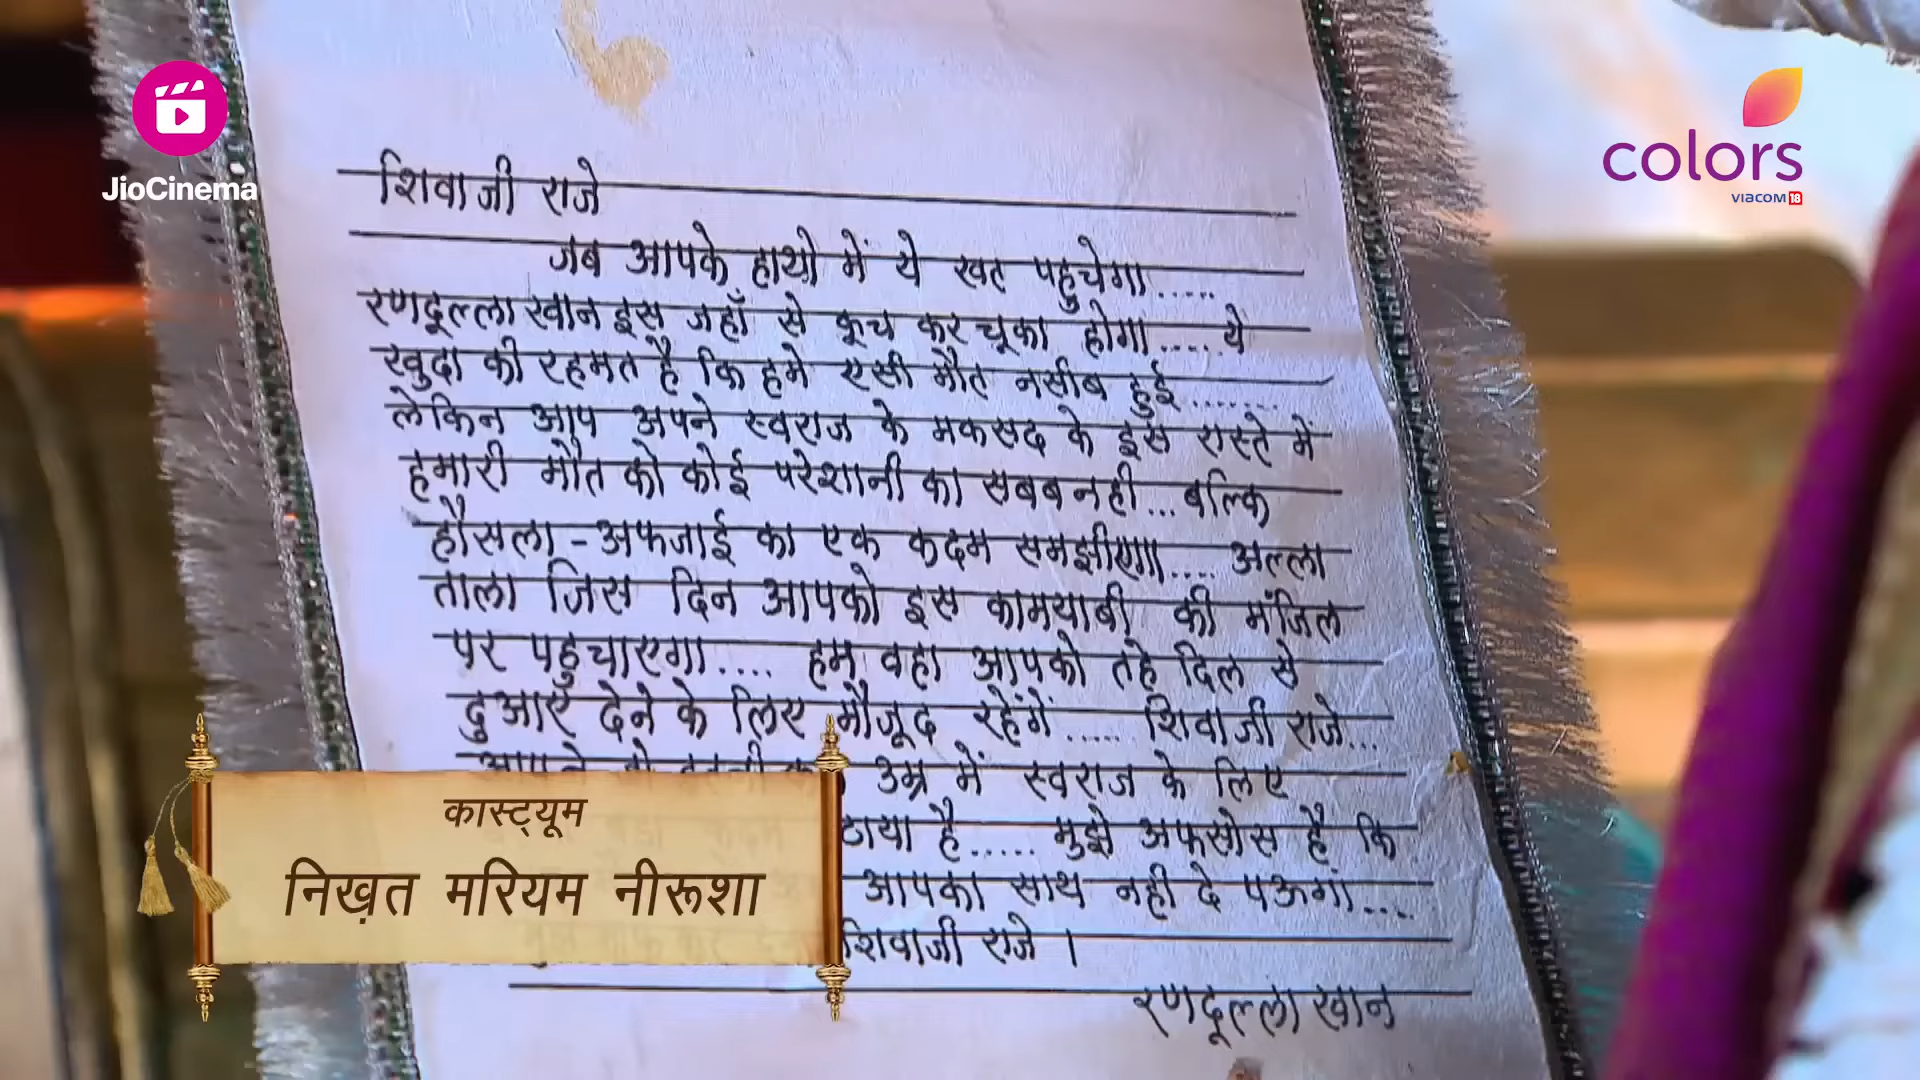 JioCinema
colors
VIACOM18
शिवाजी राजे
जब आपके हाथो में ये खत पहुचेगा.....
रणदूल्ला खान इस जहाँ से कूच कर चूका होगा..... ये
खुदा की रहमत है कि हमे एसी मौत नसीब हुई.......
लेकिन आप अपने स्वराज के मकसद के इस रास्ते में
हमारी मौत को कोई परेशानी का सबब नही... बल्कि
हौसला-अफजाई का एक कदम समझीएगा.... अल्ला
ताला जिस दिन आपको इस कामयाबी की मंजिल
पर पहुचाएगा.... हम वहा आपको तहे दिल से
दुआए देने के लिए मौजूद रहेंगें..... शिवाजी राजे...
उम्र में स्वराज के लिए
है..... मुझे अफसोस है कि
आपका साथ नही दे पऊगां....
शिवाजी राजे ।
रणदूल्ला खान
कास्ट्यूम
निख़त मरियम नीरूशा